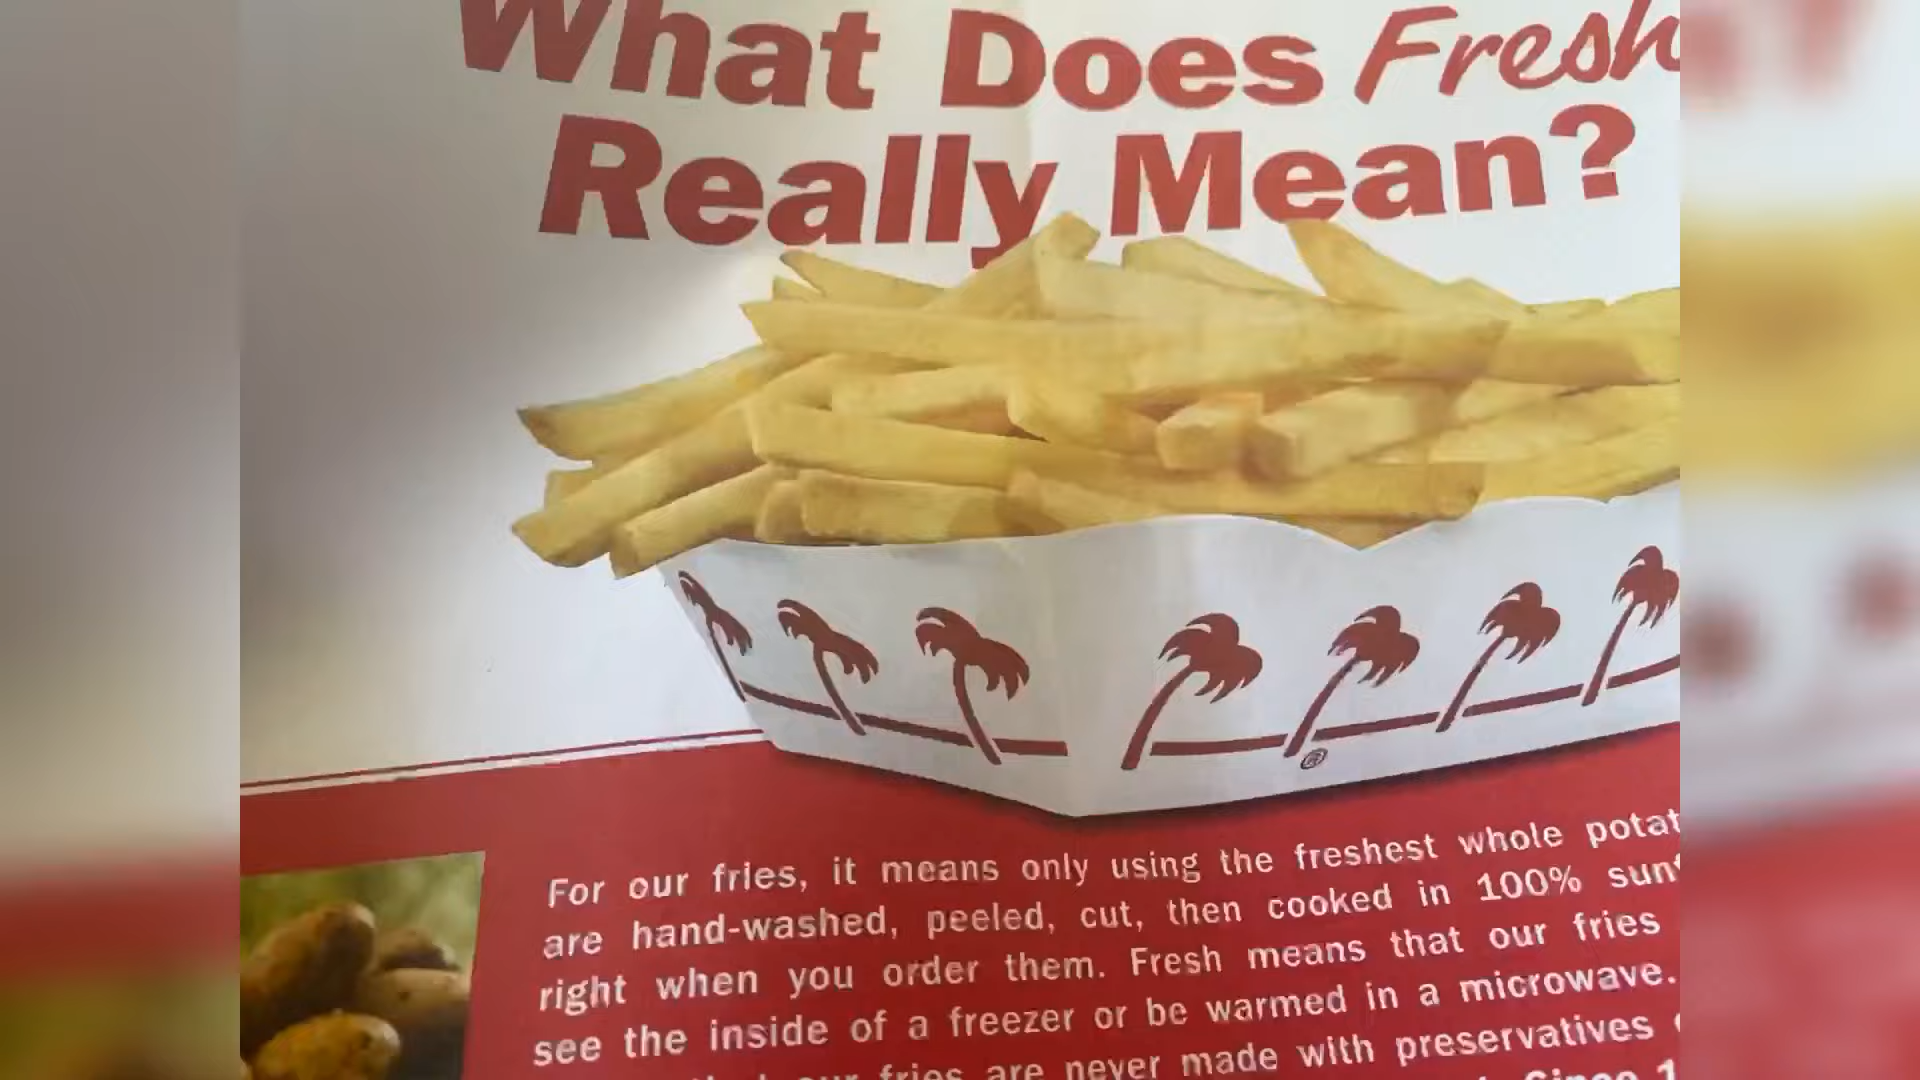 What Does Fresh
Really Mean?
®
For our fries, it means only using the freshest whole
are hand-washed, peeled, cut, then cooked in 100%
right when you order them. Fresh means that our fries
see the inside of a freezer or be warmed in a microwave.
our fries are never made with preservatives
Since